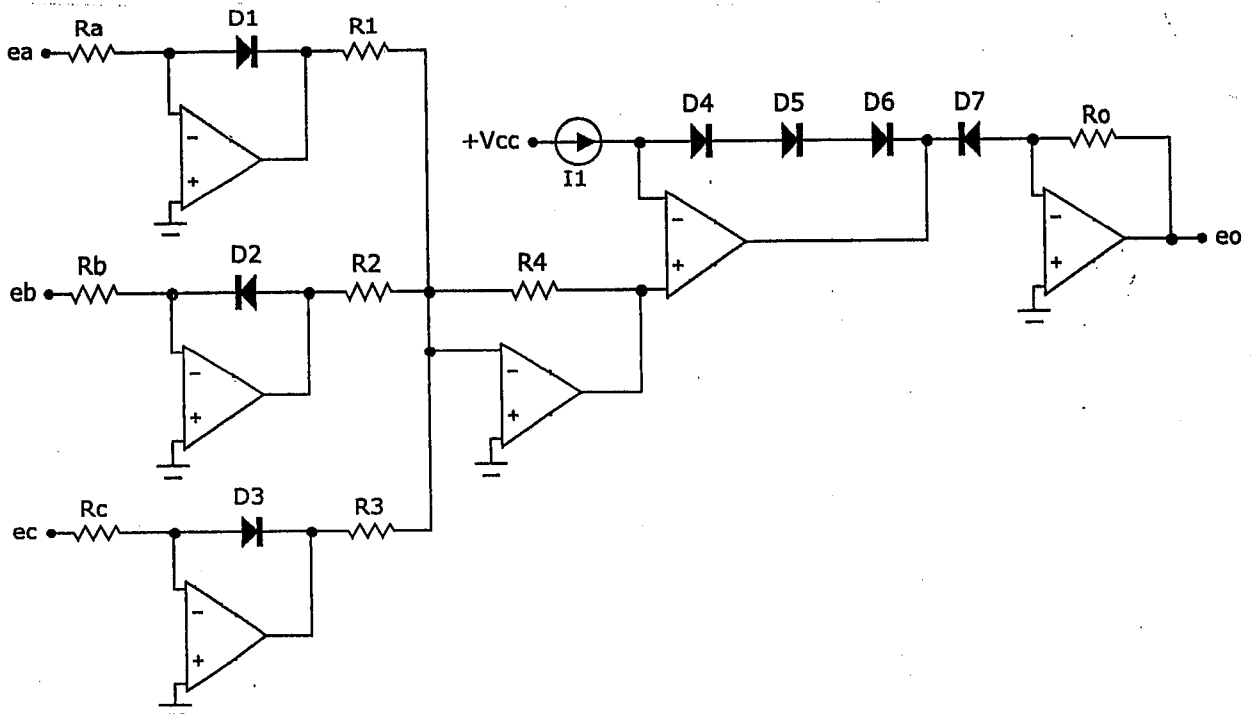 ea
Ra
D1
R1
-
+
D4
D5
D6
D7
Ro
+Vcc
I1
-
+
-
+
eo
eb
Rb
D2
R2
R4
-
+
-
+
ec
Rc
D3
R3
-
+